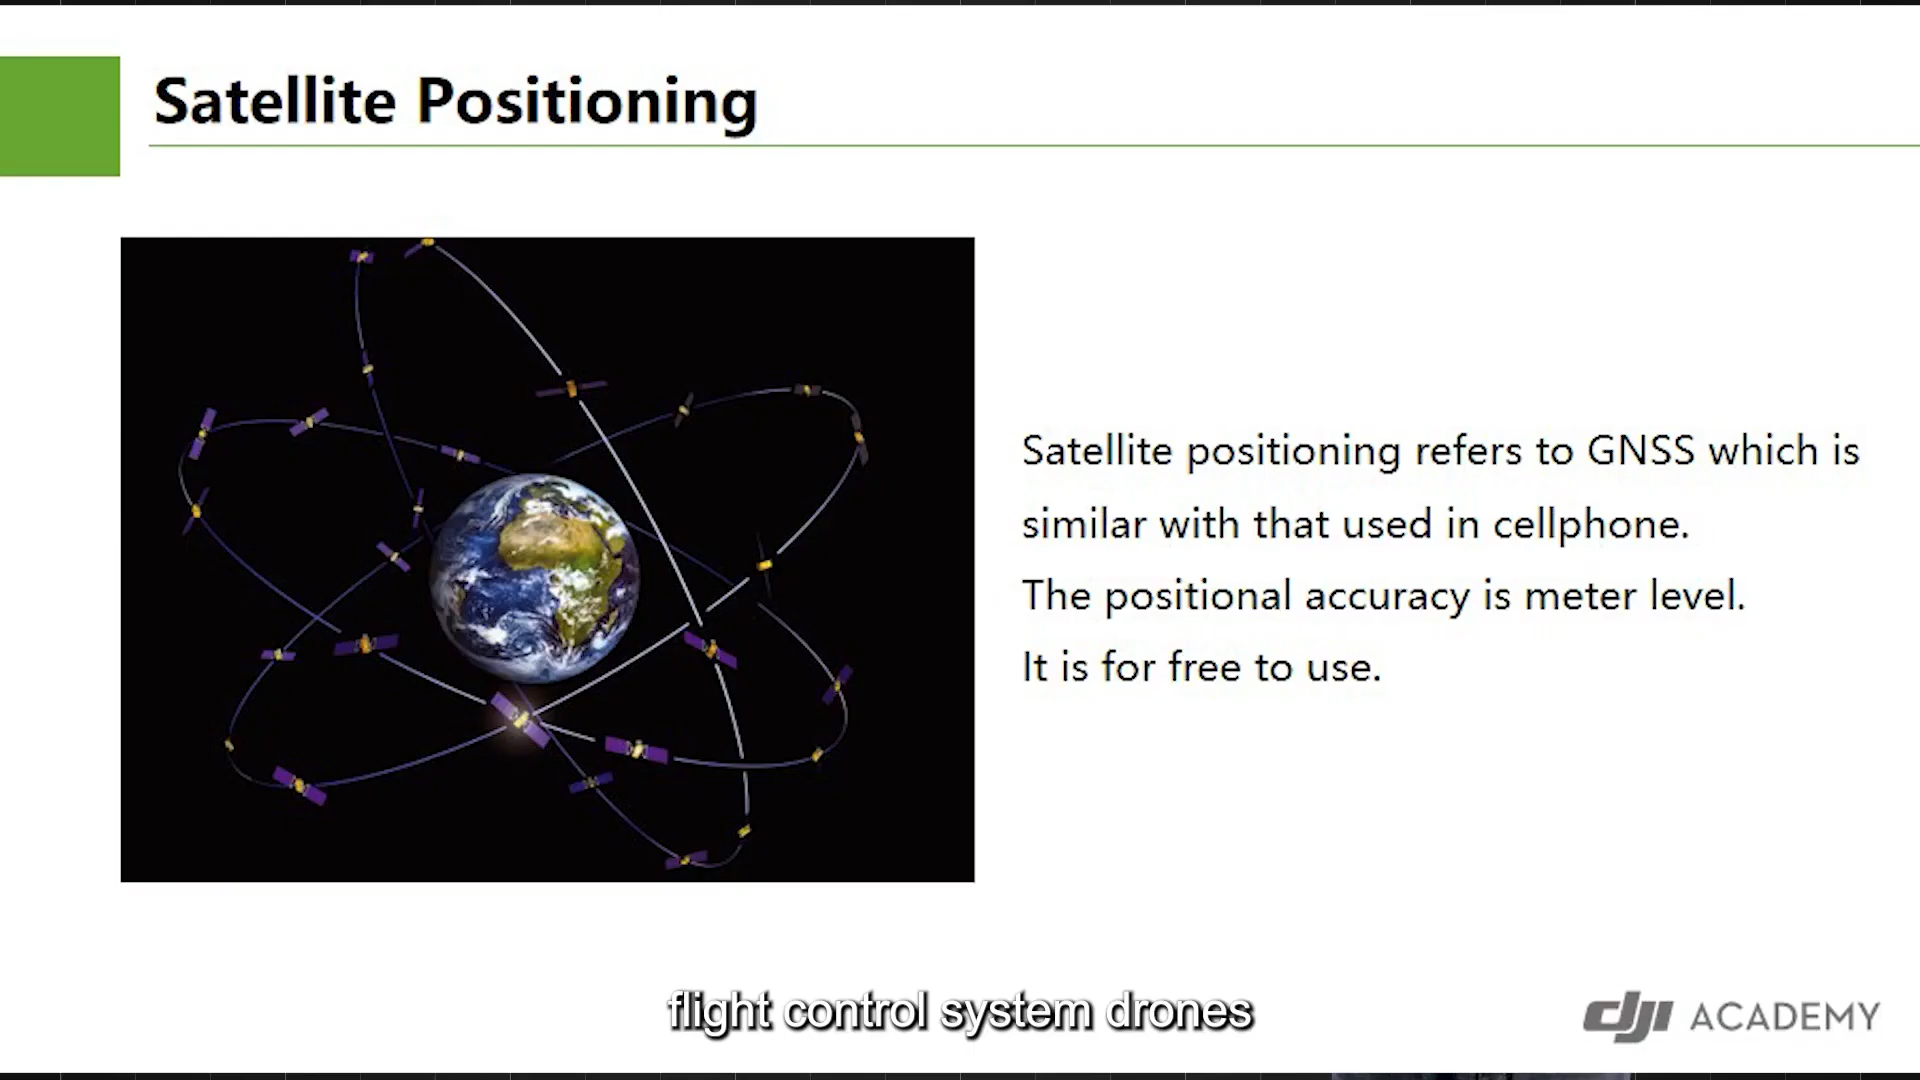 Satellite Positioning
Satellite positioning refers to GNSS which is
similar with that used in cellphone.
The positional accuracy is meter level.
It is for free to use.
flight control system drones
dji ACADEMY